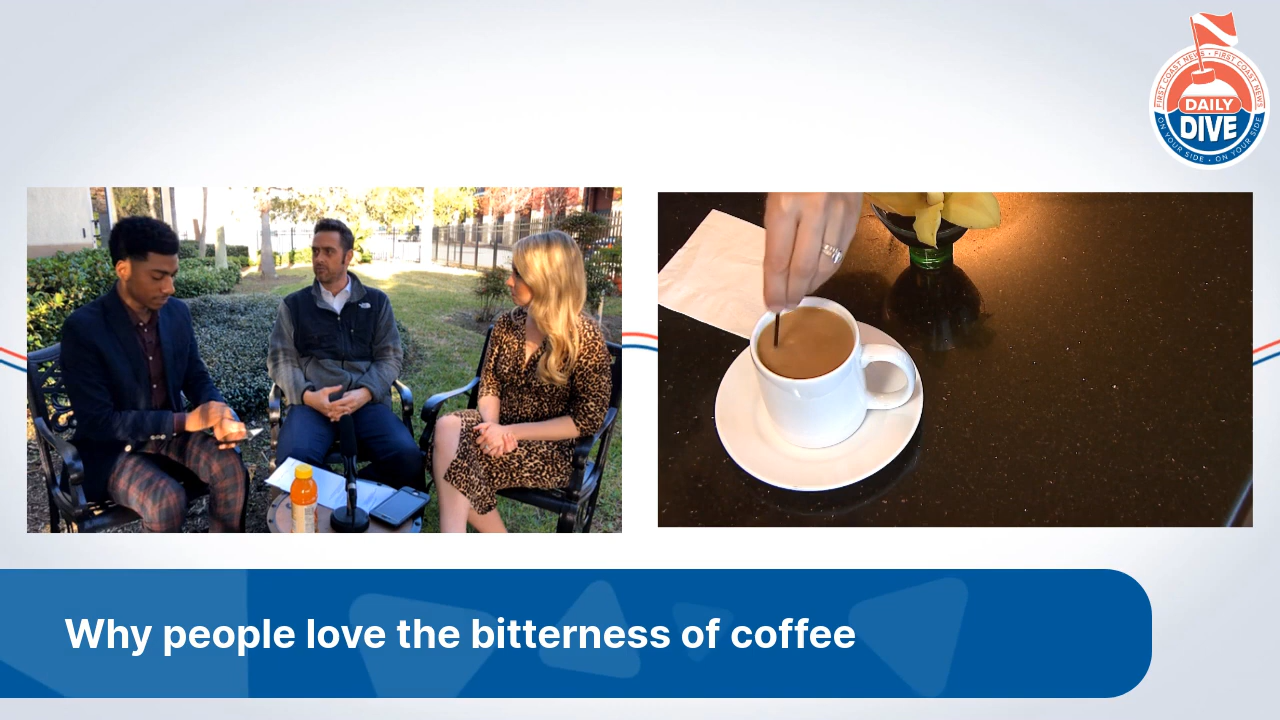 FIRST COAST NEWS • FIRST COAST NEWS
DAILY
DIVE
ON YOUR SIDE • ON YOUR SIDE
Why people love the bitterness of coffee